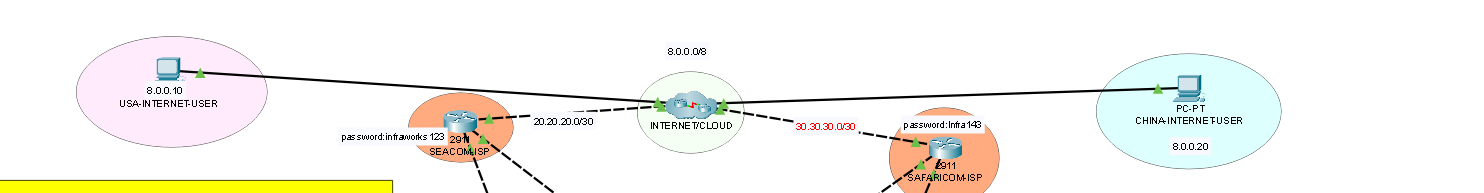 8.0.0.0/8
8.0.0.10
USA-INTERNET-USER
20.20.20.0/30
INTERNET/CLOUD
30.30.30.0/30
password:infra143
PC-PT
CHINA-INTERNET-USER
8.0.0.20
password:infraworks 123
2911
SEACOM-ISP
2911
SAFARICOM-ISP